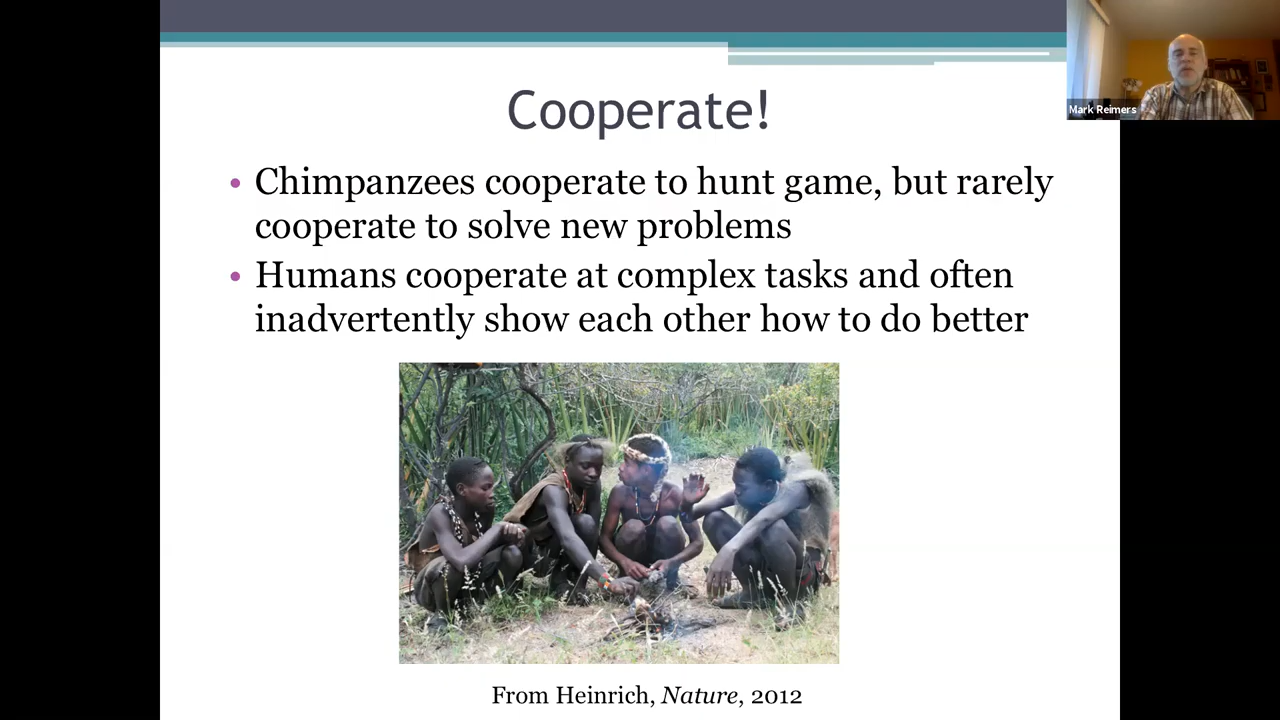 Mark Reimers
Cooperate!
• Chimpanzees cooperate to hunt game, but rarely
cooperate to solve new problems
• Humans cooperate at complex tasks and often
inadvertently show each other how to do better
From Heinrich, Nature, 2012